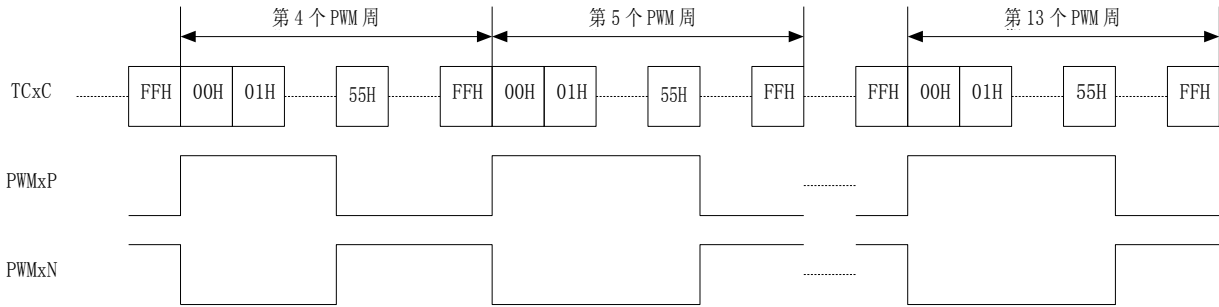 第 4 个 PWM 周
第 5 个 PWM 周
第 13 个 PWM 周
TCxC FFH 00H 01H 55H FFH 00H 01H 55H FFH FFH 00H 01H 55H FFH
PWMxP
PWMxN